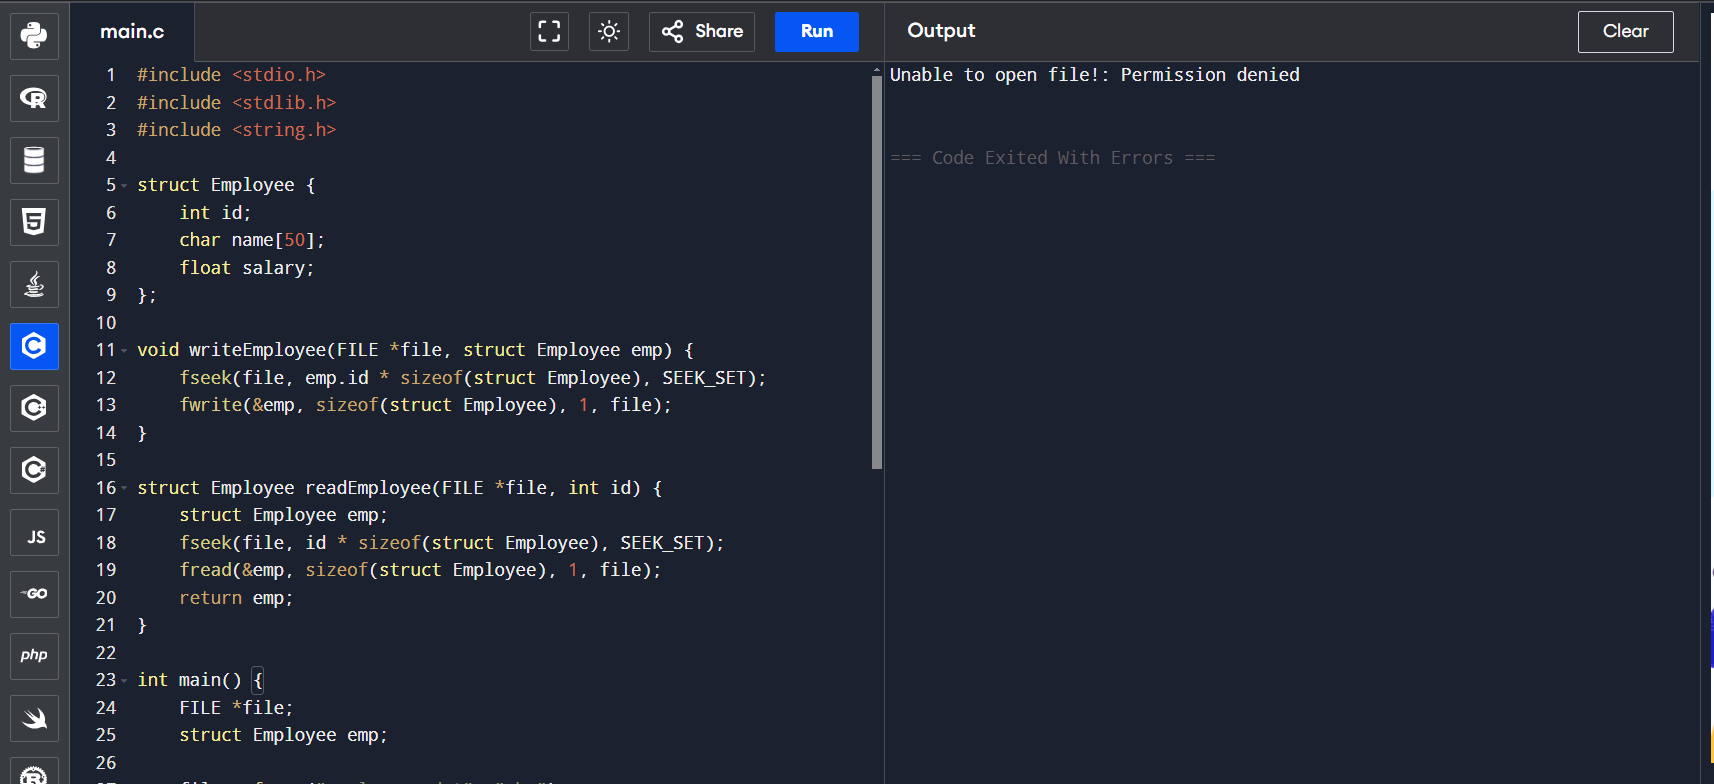 main.c
Share
Run
Output
Clear
1 #include <stdio.h>
2 #include <stdlib.h>
3 #include <string.h>
4
5 struct Employee {
6 int id;
7 char name[50];
8 float salary;
9 };
10
11 void writeEmployee(FILE *file, struct Employee emp) {
12 fseek(file, emp.id * sizeof(struct Employee), SEEK_SET);
13 fwrite(&emp, sizeof(struct Employee), 1, file);
14 }
15
16 struct Employee readEmployee(FILE *file, int id) {
17 struct Employee emp;
18 fseek(file, id * sizeof(struct Employee), SEEK_SET);
19 fread(&emp, sizeof(struct Employee), 1, file);
20 return emp;
21 }
22
23 int main() {
24 FILE *file;
25 struct Employee emp;
26
Unable to open file!: Permission denied
=== Code Exited With Errors ===
R
5
C
C++
C#
JS
GO
php
R